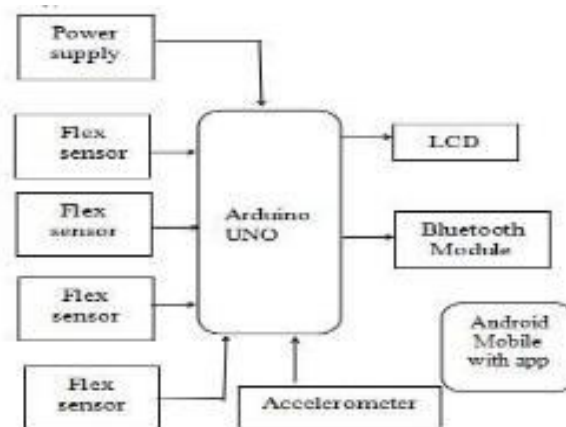 Power
supply
Flex
sensor
LCD
Flex
sensor
Arduino
UNO
Bluetooth
Module
Flex
sensor
Android
Mobile
with app
Flex
sensor
Accelerometer